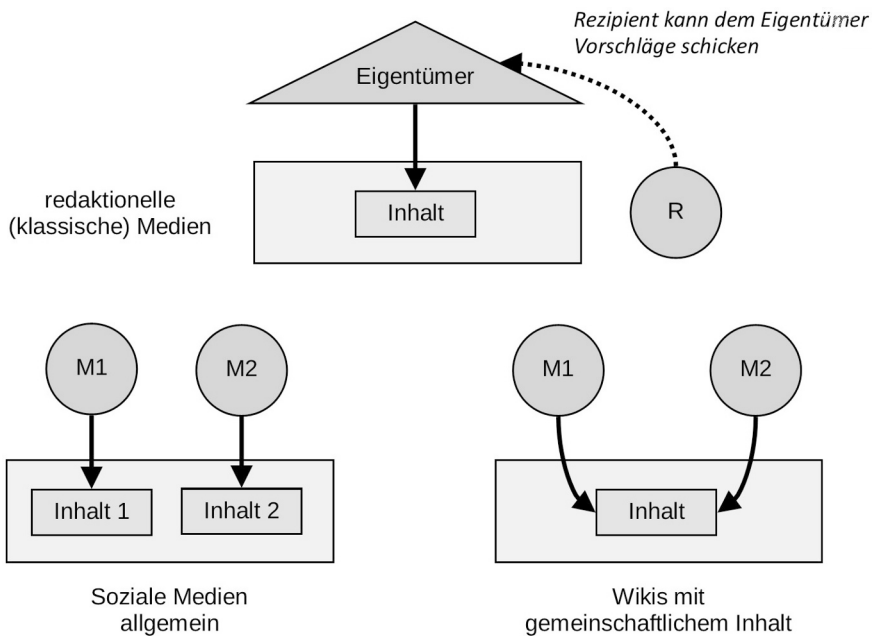 Rezipient kann dem Eigentümer
Vorschläge schicken
Eigentümer
redaktionelle
(klassische) Medien
Inhalt
R
M1
M2
Inhalt 1
Inhalt 2
Soziale Medien
allgemein
M1
M2
Inhalt
Wikis mit
gemeinschaftlichem Inhalt